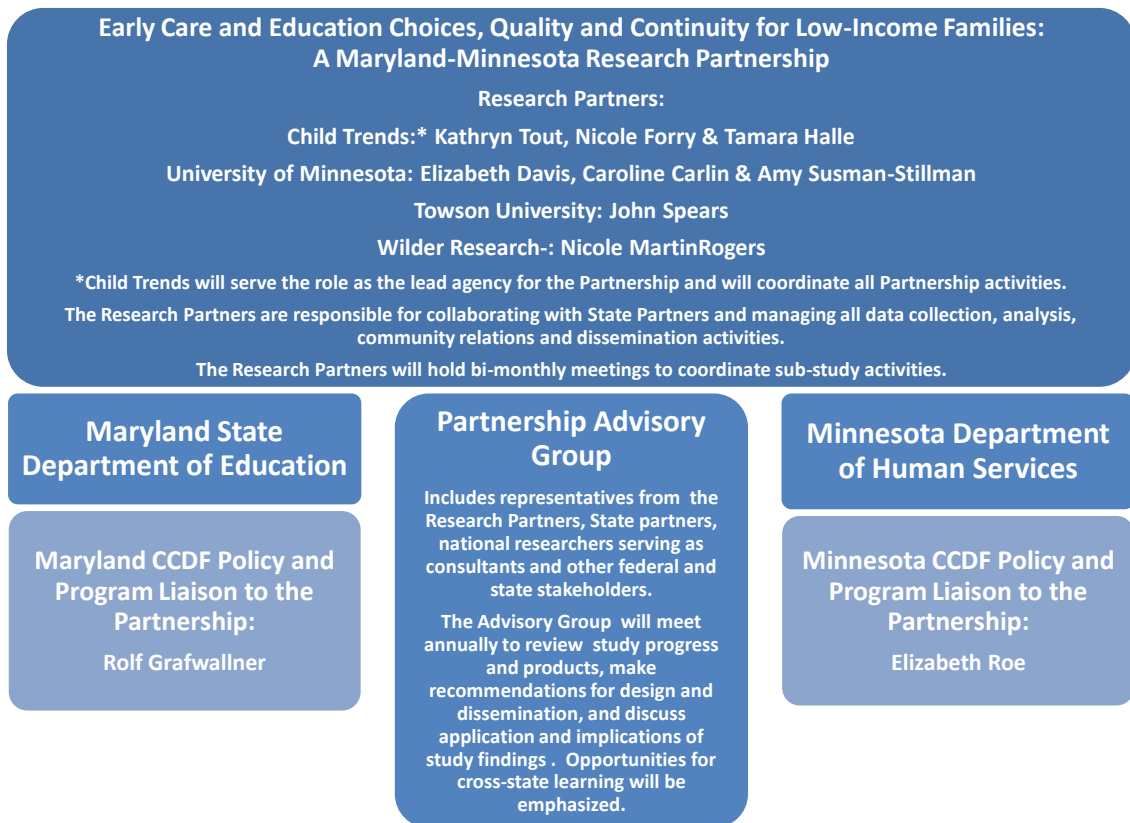 Early Care and Education Choices, Quality and Continuity for Low-Income Families:
A Maryland-Minnesota Research Partnership
Research Partners:
Child Trends:* Kathryn Tout, Nicole Forry & Tamara Halle
University of Minnesota: Elizabeth Davis, Caroline Carlin & Amy Susman-Stillman
Towson University: John Spears
Wilder Research-: Nicole MartinRogers
*Child Trends will serve the role as the lead agency for the Partnership and will coordinate all Partnership activities.
The Research Partners are responsible for collaborating with State Partners and managing all data collection, analysis,
community relations and dissemination activities.
The Research Partners will hold bi-monthly meetings to coordinate sub-study activities.
Maryland State
Department of Education
Maryland CCDF Policy and
Program Liaison to the
Partnership:
Rolf Grafwallner
Partnership Advisory
Group
Includes representatives from the
Research Partners, State partners,
national researchers serving as
consultants and other federal and
state stakeholders.
The Advisory Group will meet
annually to review study progress
and products, make
recommendations for design and
dissemination, and discuss
application and implications of
study findings . Opportunities for
cross-state learning will be
emphasized.
Minnesota Department
of Human Services
Minnesota CCDF Policy and
Program Liaison to the
Partnership:
Elizabeth Roe